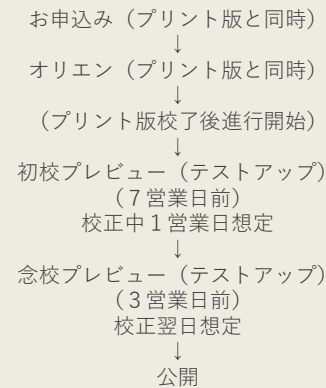 お申込み（プリント版と同時）
↓
オリエン（プリント版と同時）
↓
（プリント版校了後進行開始）
↓
初校プレビュー（テストアップ）
（７営業日前）
校正中１営業日想定
↓
念校プレビュー（テストアップ）
（３営業日前）
校正翌日想定
↓
公開